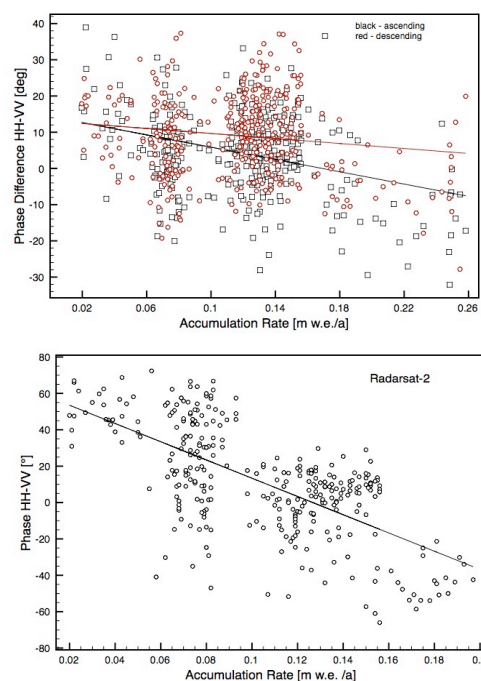 black - ascending
red - descending
40
30
20
10
0
-10
-20
-30
Phase Difference HH-VV [deg]
0.02 0.06 0.1 0.14 0.18 0.22 0.26
Accumulation Rate [m w.e./a]
Radarsat-2
80
60
40
20
0
-20
-40
-60
-80
Phase HH-VV [°]
0.02 0.04 0.06 0.08 0.10 0.12 0.14 0.16 0.18
Accumulation Rate [m w.e. /a]